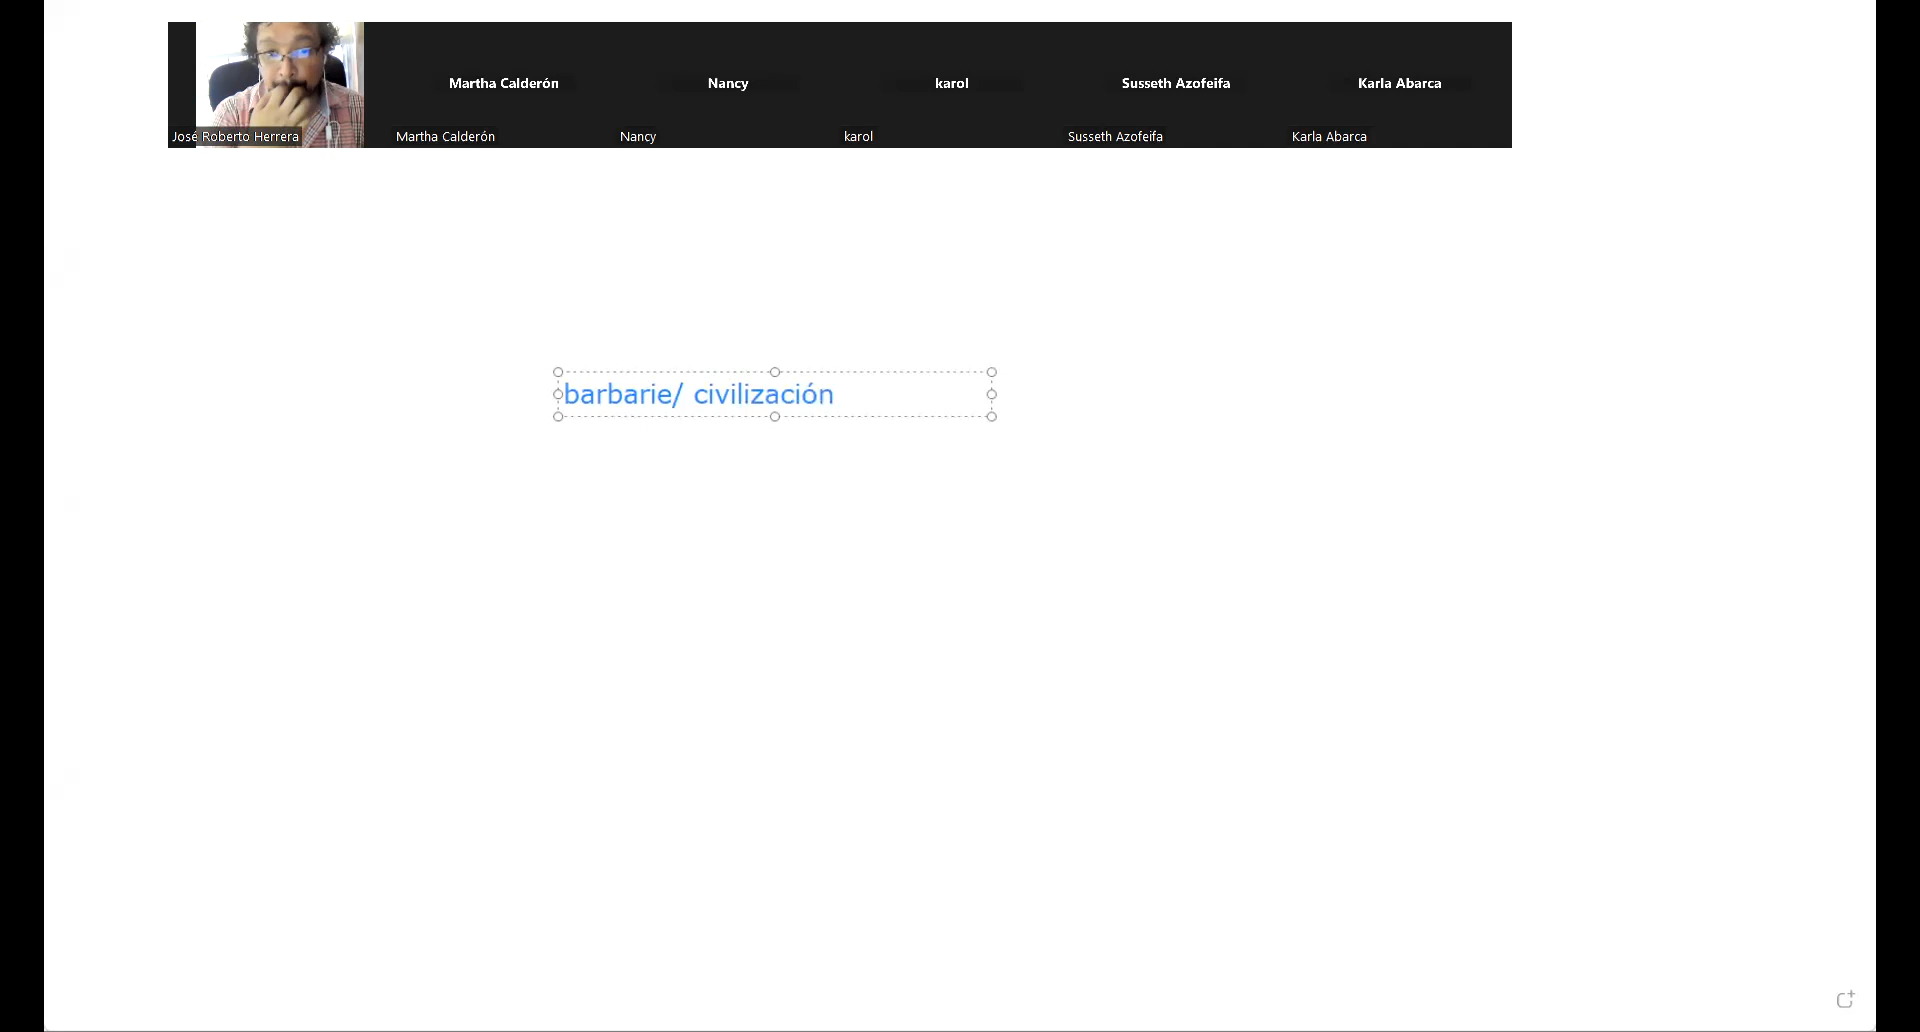 Martha Calderón
Nancy
karol
Susseth Azofeifa
Karla Abarca
José Roberto Herrera
Martha Calderón
Nancy
karol
Susseth Azofeifa
Karla Abarca
barbarie/ civilización